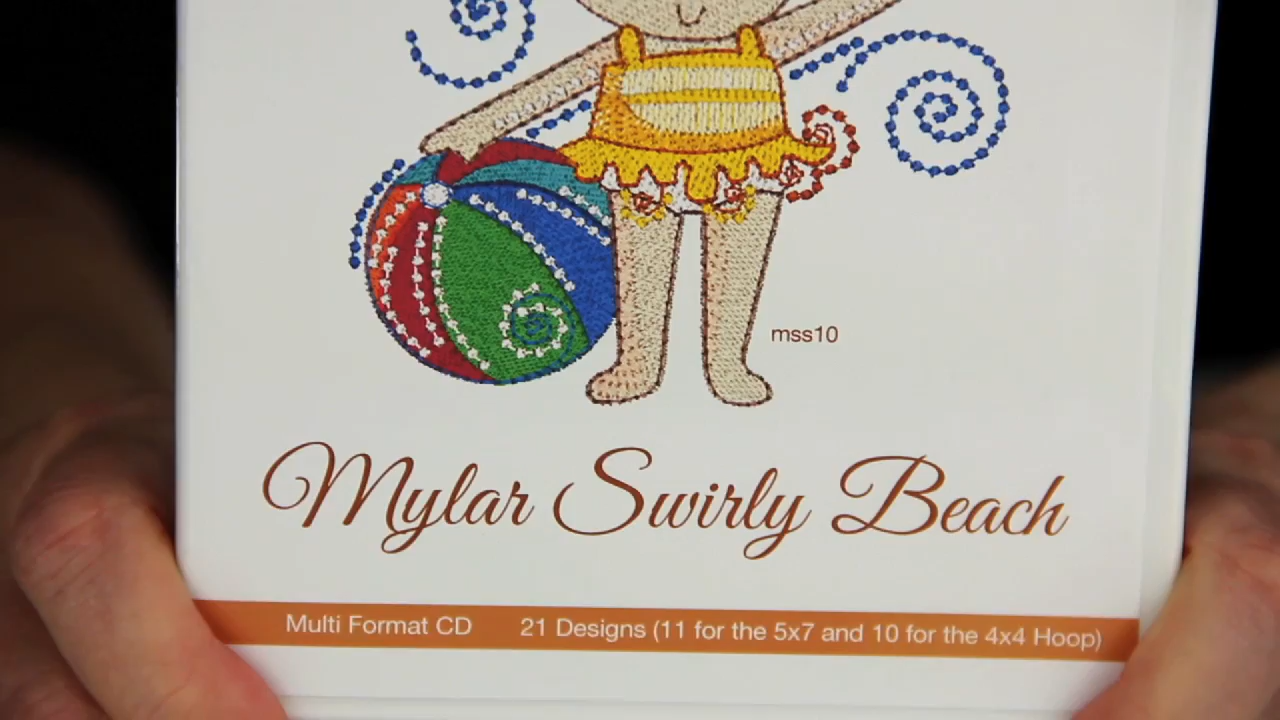 mss10
Mylar Swirly Beach
Multi Format CD 21 Designs (11 for the 5x7 and 10 for the 4x4 Hoop)